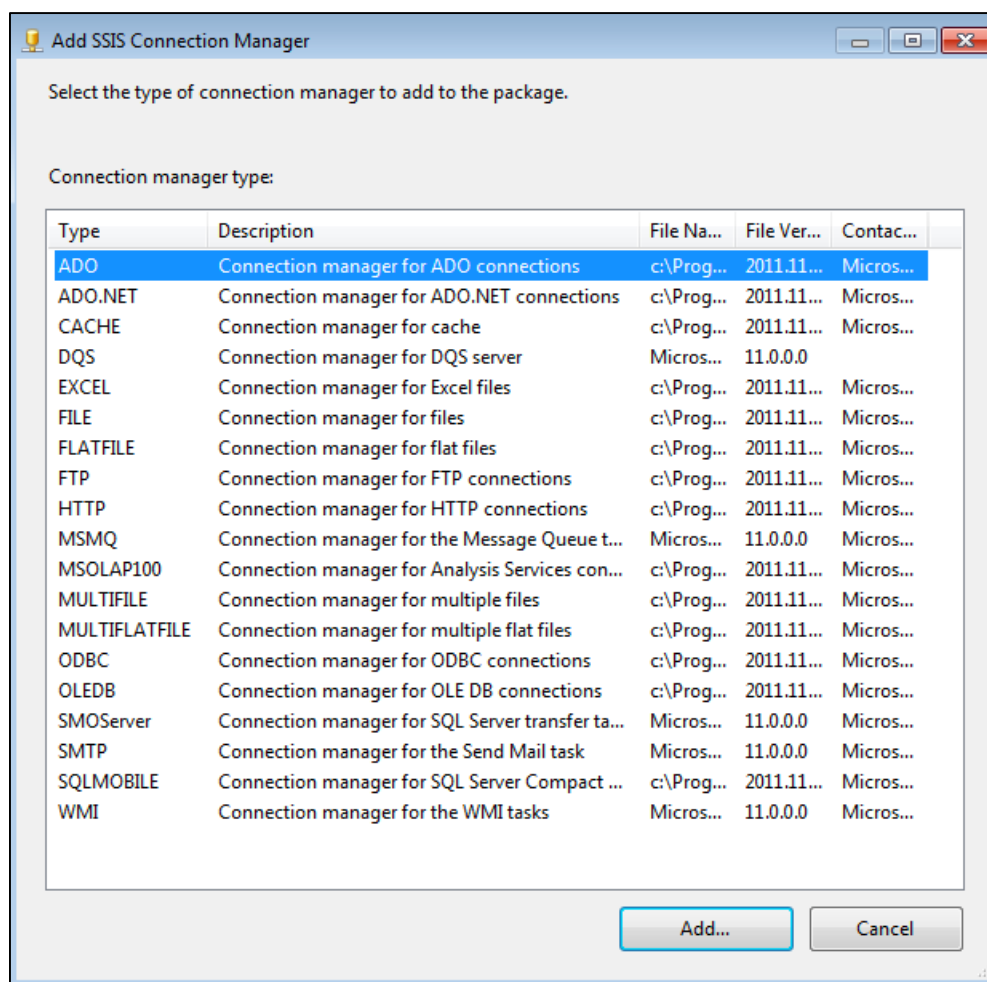 Add SSIS Connection Manager
Select the type of connection manager to add to the package.
Connection manager type:
Type Description File Na... File Ver... Contac...
ADO Connection manager for ADO connections c:\Prog... 2011.11... Micros...
ADO.NET Connection manager for ADO.NET connections c:\Prog... 2011.11... Micros...
CACHE Connection manager for cache c:\Prog... 2011.11... Micros...
DQS Connection manager for DQS server Micros... 11.0.0.0
EXCEL Connection manager for Excel files c:\Prog... 2011.11... Micros...
FILE Connection manager for files c:\Prog... 2011.11... Micros...
FLATFILE Connection manager for flat files c:\Prog... 2011.11... Micros...
FTP Connection manager for FTP connections c:\Prog... 2011.11... Micros...
HTTP Connection manager for HTTP connections c:\Prog... 2011.11... Micros...
MSMQ Connection manager for the Message Queue t... Micros... 11.0.0.0 Micros...
MSOLAP100 Connection manager for Analysis Services con... c:\Prog... 2011.11... Micros...
MULTIFILE Connection manager for multiple files c:\Prog... 2011.11... Micros...
MULTIFLATFILE Connection manager for multiple flat files c:\Prog... 2011.11... Micros...
ODBC Connection manager for ODBC connections c:\Prog... 2011.11... Micros...
OLEDB Connection manager for OLE DB connections c:\Prog... 2011.11... Micros...
SMOServer Connection manager for SQL Server transfer ta... Micros... 11.0.0.0 Micros...
SMTP Connection manager for the Send Mail task Micros... 11.0.0.0 Micros...
SQLMOBILE Connection manager for SQL Server Compact ... c:\Prog... 2011.11... Micros...
WMI Connection manager for the WMI tasks Micros... 11.0.0.0 Micros...
Add... Cancel